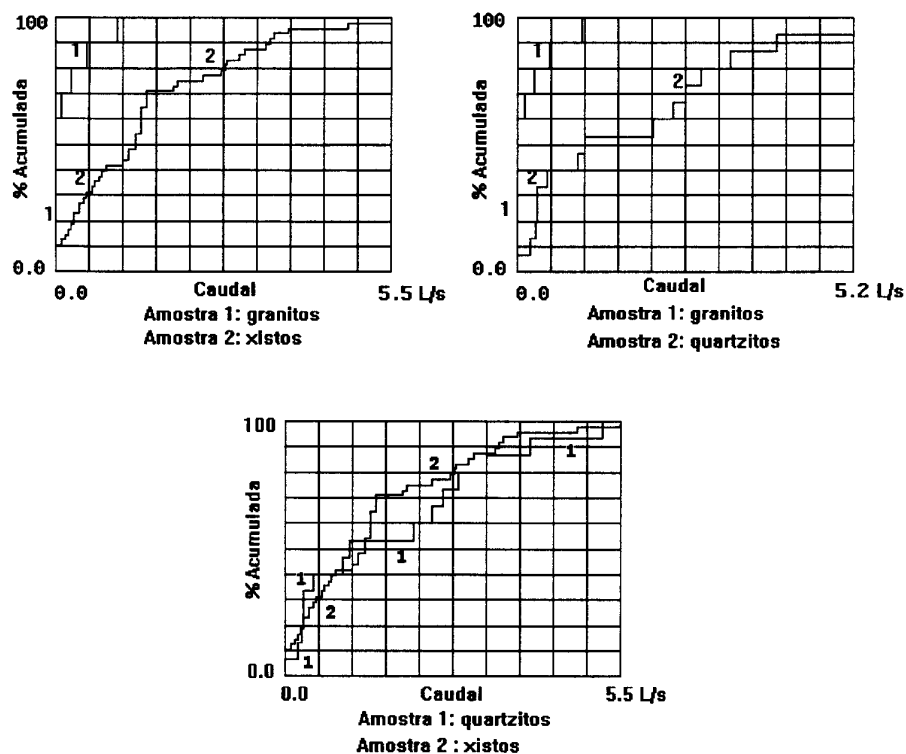 100
1
2
% Acumulada
2
1
0.0
0.0
Caudal
5.5 L/s
Amostra 1: granitos
Amostra 2: xistos
100
1
2
% Acumulada
2
1
0.0
0.0
Caudal
5.2 L/s
Amostra 1: granitos
Amostra 2: quartzitos
100
2
1
% Acumulada
1
1
2
0.0
1
0.0
Caudal
5.5 L/s
Amostra 1: quartzitos
Amostra 2 : xistos